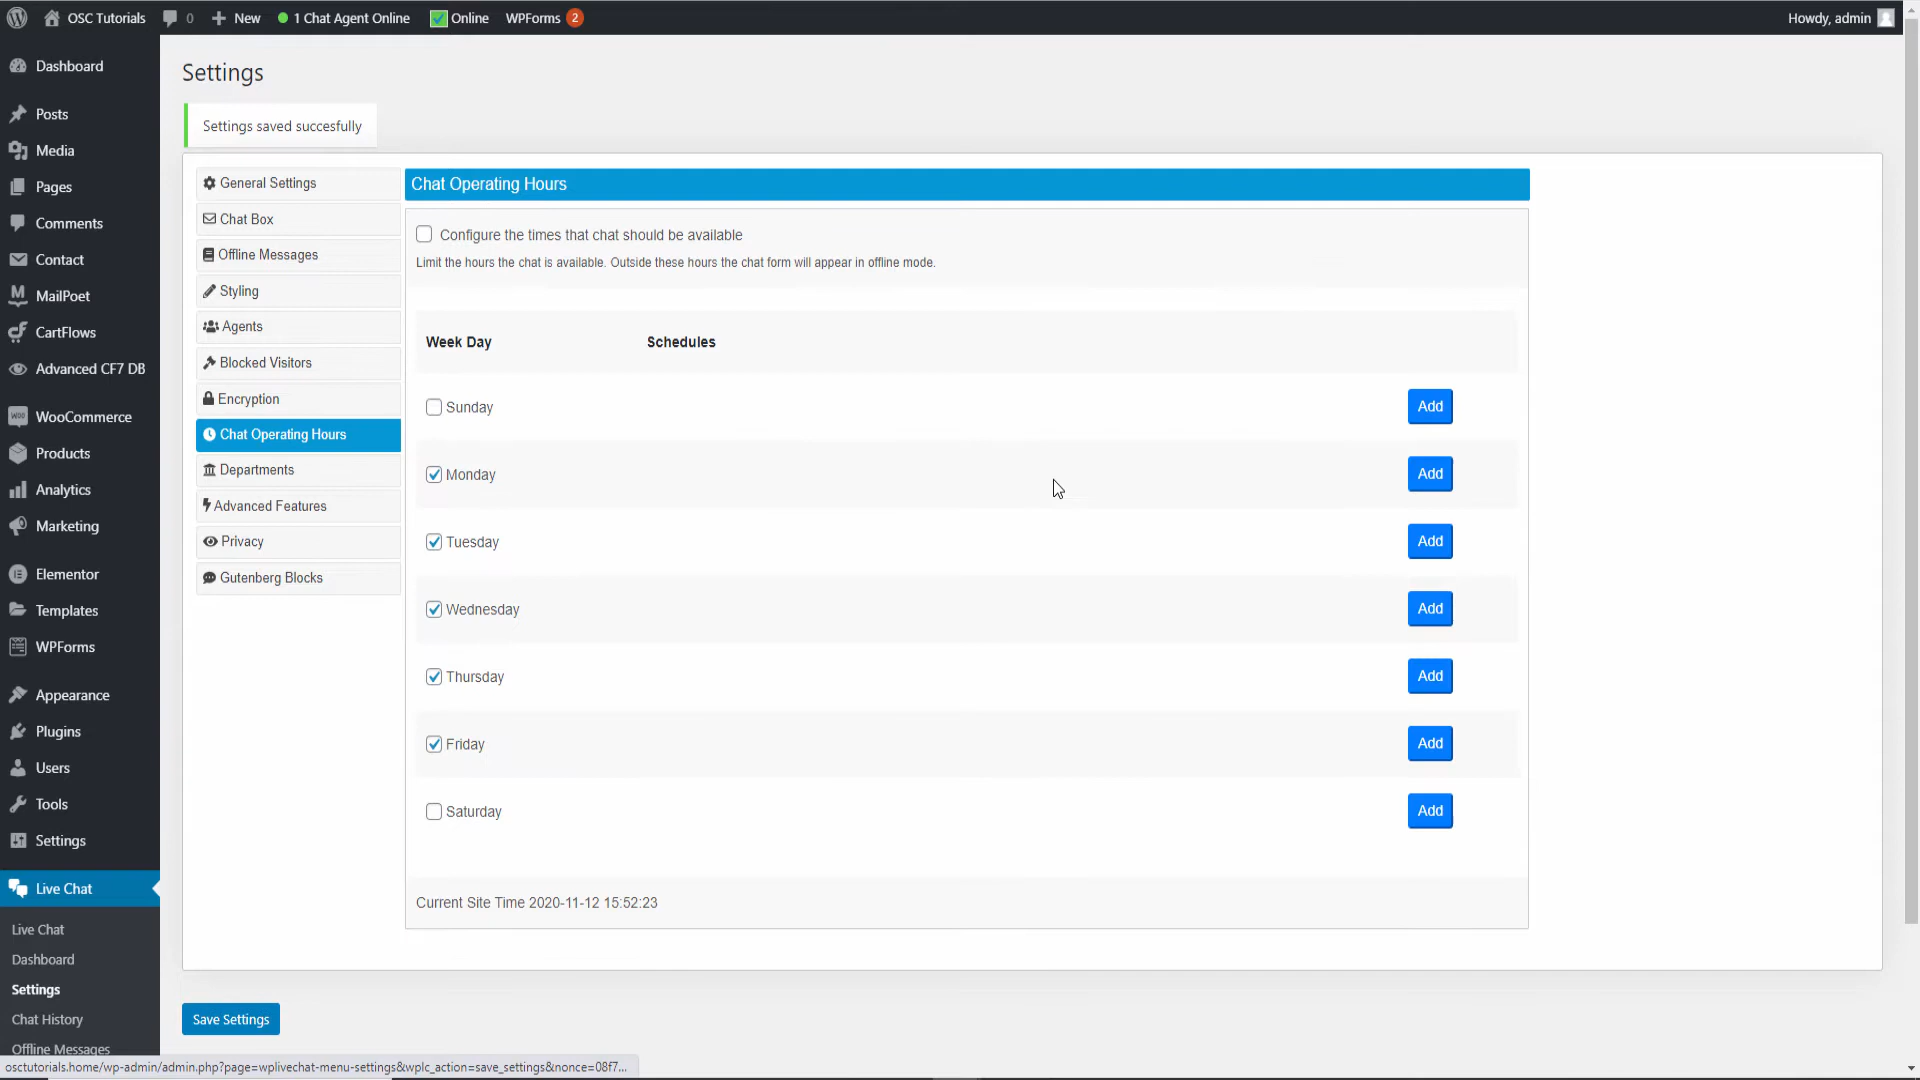 OSC Tutorials
0
New
1 Chat Agent Online
Online
WPForms 2
Howdy, admin
Dashboard
Posts
Media
Pages
Comments
Contact
MailPoet
CartFlows
Advanced CF7 DB
WooCommerce
Products
Analytics
Marketing
Elementor
Templates
WPForms
Appearance
Plugins
Users
Tools
Settings
Live Chat
Live Chat
Dashboard
Settings
Chat History
Offline Messages
Settings
Settings saved succesfully
General Settings
Chat Box
Offline Messages
Styling
Agents
Blocked Visitors
Encryption
Chat Operating Hours
Departments
Advanced Features
Privacy
Gutenberg Blocks
Chat Operating Hours
Configure the times that chat should be available
Limit the hours the chat is available. Outside these hours the chat form will appear in offline mode.
Week Day Schedules
Sunday Add
Monday Add
Tuesday Add
Wednesday Add
Thursday Add
Friday Add
Saturday Add
Current Site Time 2020-11-12 15:52:23
Save Settings
osctutorials.home/wp-admin/admin.php?page=wplivechat-menu-settings&wplc_action=save_settings&nonce=08f7...